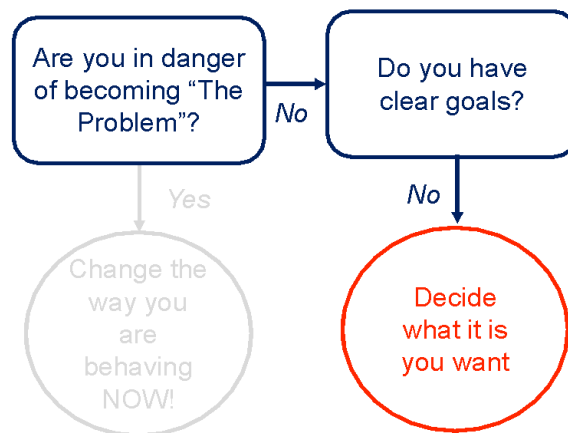 Are you in danger
of becoming “The
Problem”?
No
Do you have
clear goals?
Yes
No
Change the
way you
are
behaving
NOW!
Decide
what it is
you want